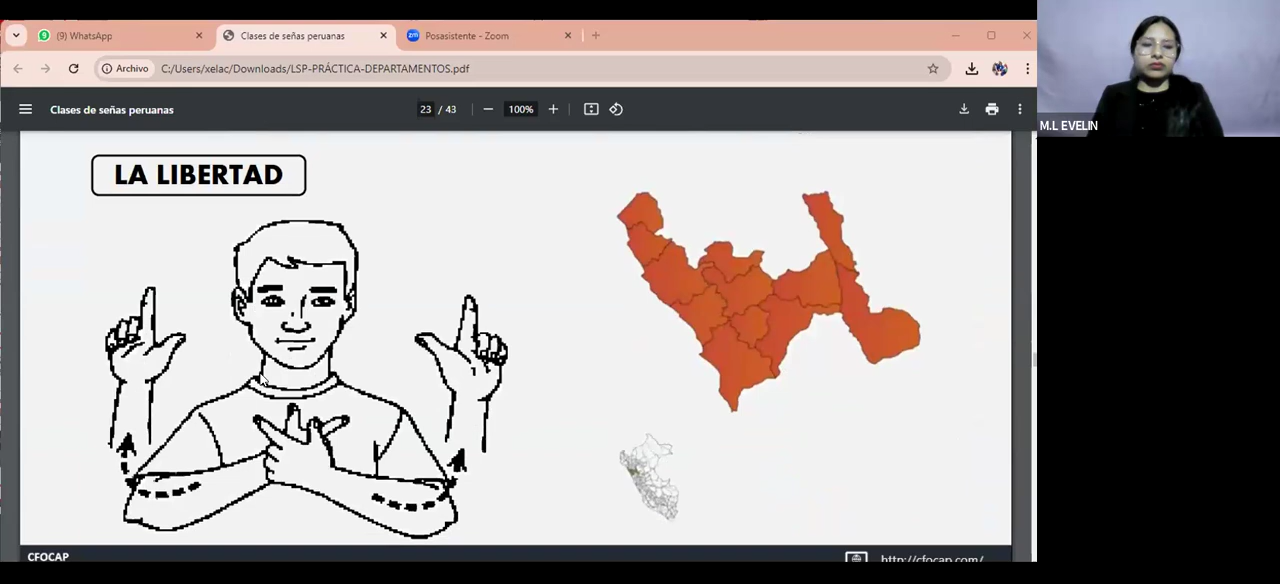 (9) WhatsApp
Clases de señas peruanas
Posasistente - Zoom
Archivo
C:/Users/xelac/Downloads/LSP-PRÁCTICA-DEPARTAMENTOS.pdf
Clases de señas peruanas
23 / 43
100%
M.L EVELIN
LA LIBERTAD
CFOCAP
http://cfocap.com/